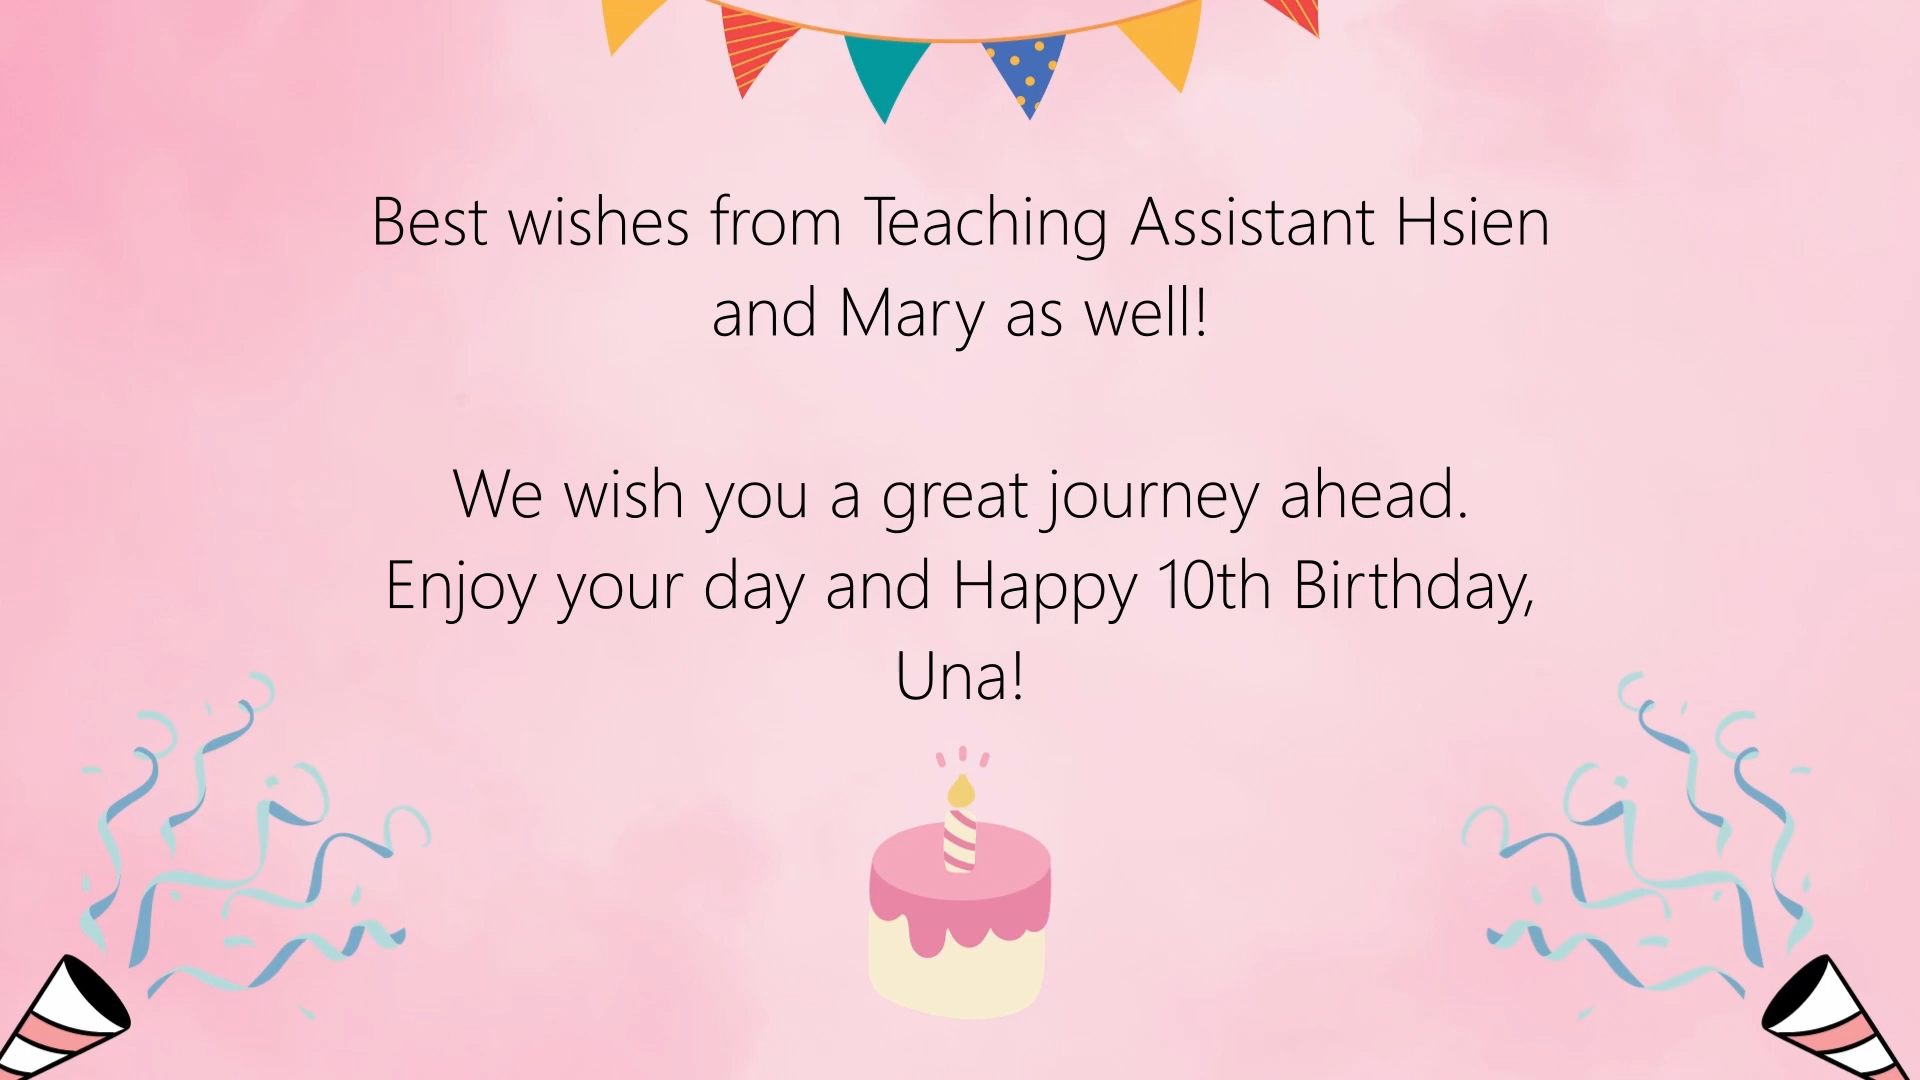 Best wishes from Teaching Assistant Hsien
and Mary as well!
We wish you a great journey ahead.
Enjoy your day and Happy 10th Birthday,
Una!